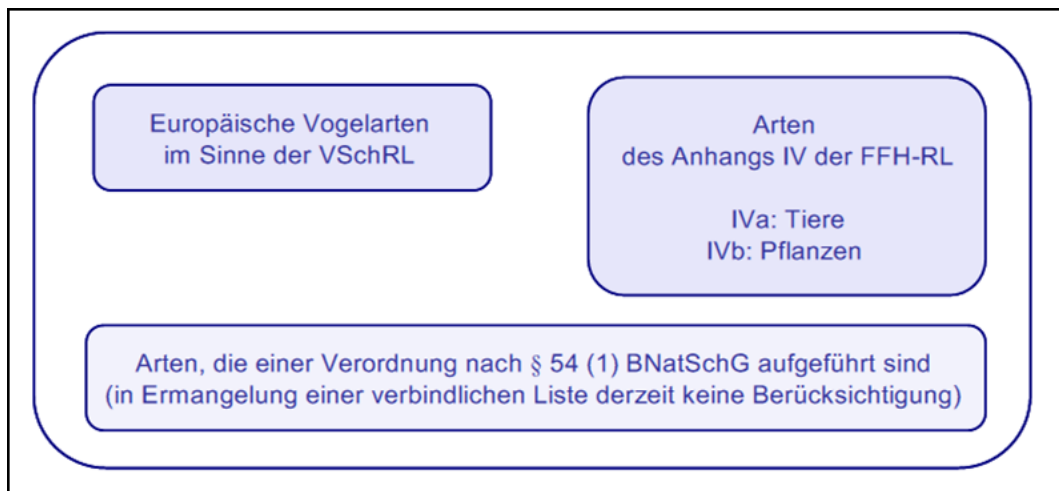 Europäische Vogelarten
im Sinne der VSchRL
Arten
des Anhangs IV der FFH-RL
IVa: Tiere
IVb: Pflanzen
Arten, die einer Verordnung nach § 54 (1) BNatSchG aufgeführt sind
(in Ermangelung einer verbindlichen Liste derzeit keine Berücksichtigung)